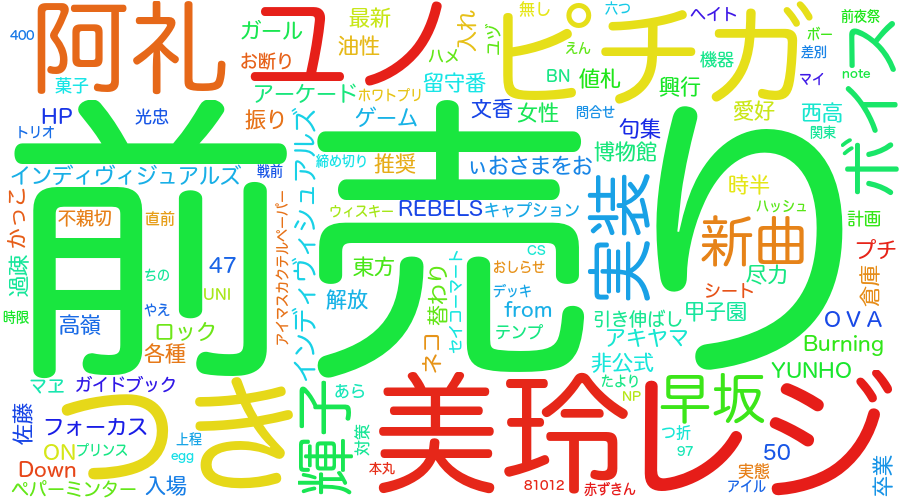 阿礼
ユノ
ピチガ
ボイス
前売り
つき
美玲
レジ
実装
新曲
早坂
輝子
400
菓子
ガール
お断り
最新
油性
入れ
ハメ
ユッ
無し
えん
六つ
ヘイト
前夜祭
ボー
差別
マイ
note
BN
値札
機器
興行
留守番
アーケード
ホワトプリ
ゲーム
文香
女性
問合せ
愛好
西高
関東
句集
博物館
HP
光忠
トリオ
振り
戦前
締め切り
推奨
ぃおさまをお
インディヴィジュアルズ
インディヴィジュアルズ
アイマスカクテルペーパー
ウィスキー
REBELS
キャプション
時半
ハッシュ
計画
かっこ
不親切
直前
過疎
ちの
47
UNI
やえ
時限
高嶺
ロック
各種
解放
東方
替わり
セイコーマート
ネコ
cs
おしらせ
デッキ
from
テンプ
引き伸ばし
アキヤマ
非公式
たより
NP
シート
甲子園
尽力
プチ
倉庫
OVA
Burning
YUNHO
マヱ
ガイドブック
佐藤
フォーカス
ON
プリンス
上程
egg
Down
ペパーミンター
入場
あら
対策
本丸
81012
赤ずきん
つ折
97
50
実態
アイル
卒業